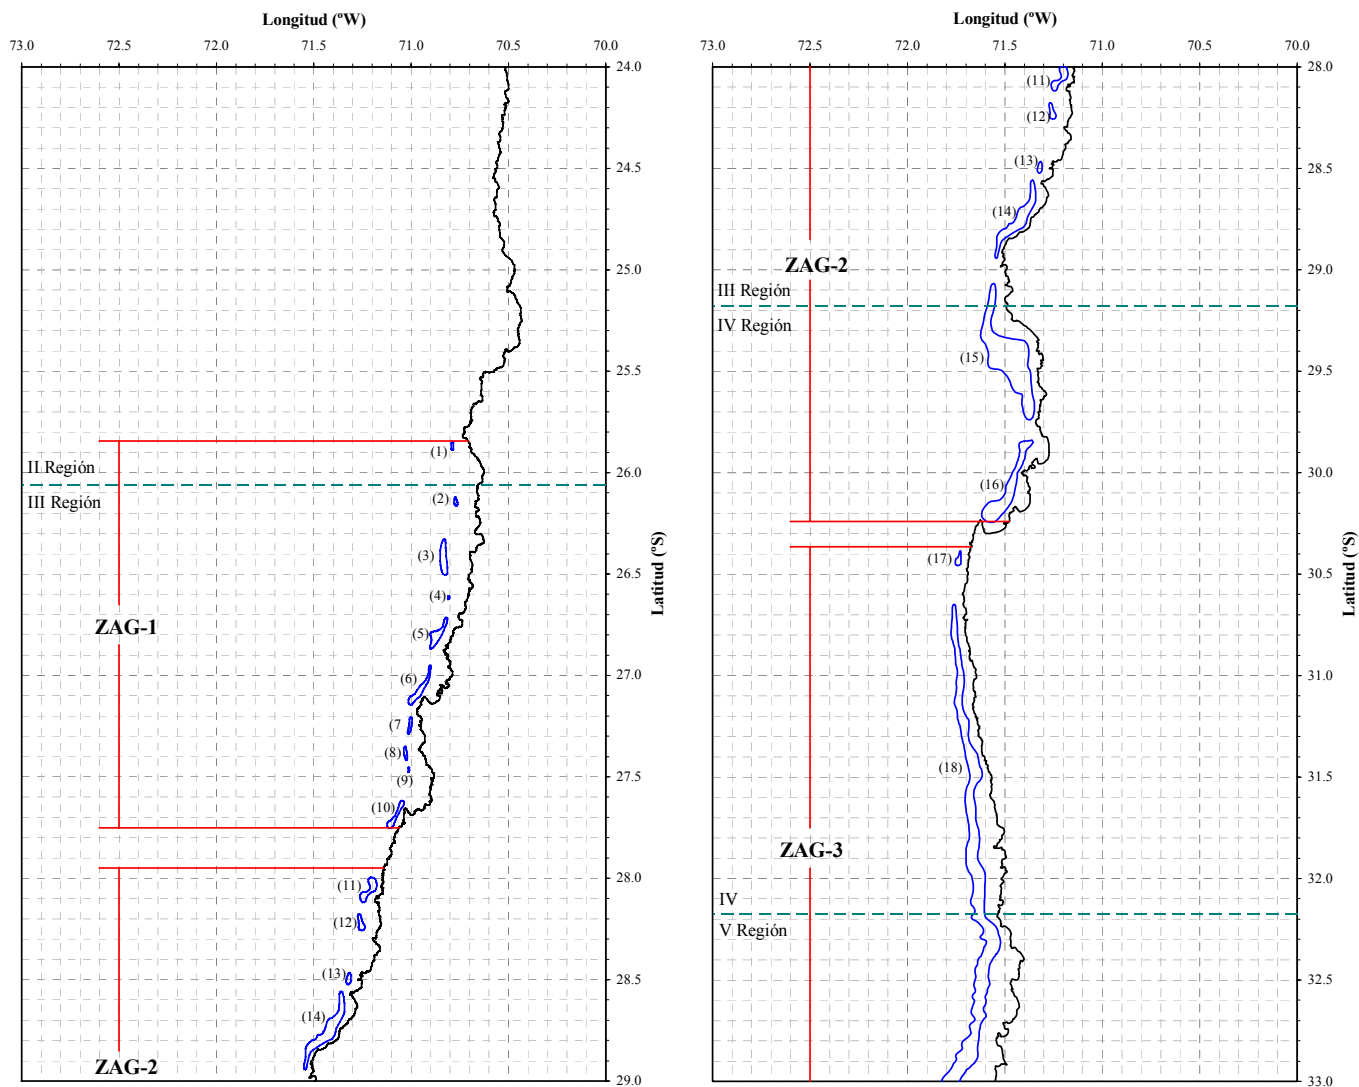 Longitud (ºW)
73.0 72.5 72.0 71.5 71.0 70.5 70.0
24.0
24.5
25.0
25.5
26.0
26.5
27.0
27.5
28.0
28.5
29.0
Latitud (ºS)
(1)
II Región
III Región
(2)
(3)
(4)
ZAG-1
(5)
(6)
(7)
(8)
(9)
(10)
(11)
(12)
(13)
(14)
ZAG-2
Longitud (ºW)
73.0 72.5 72.0 71.5 71.0 70.5 70.0
28.0
28.5
29.0
29.5
30.0
30.5
31.0
31.5
32.0
32.5
33.0
Latitud (ºS)
(11)
(12)
(13)
(14)
ZAG-2
III Región
IV Región
(15)
(16)
(17)
(18)
ZAG-3
IV
V Región